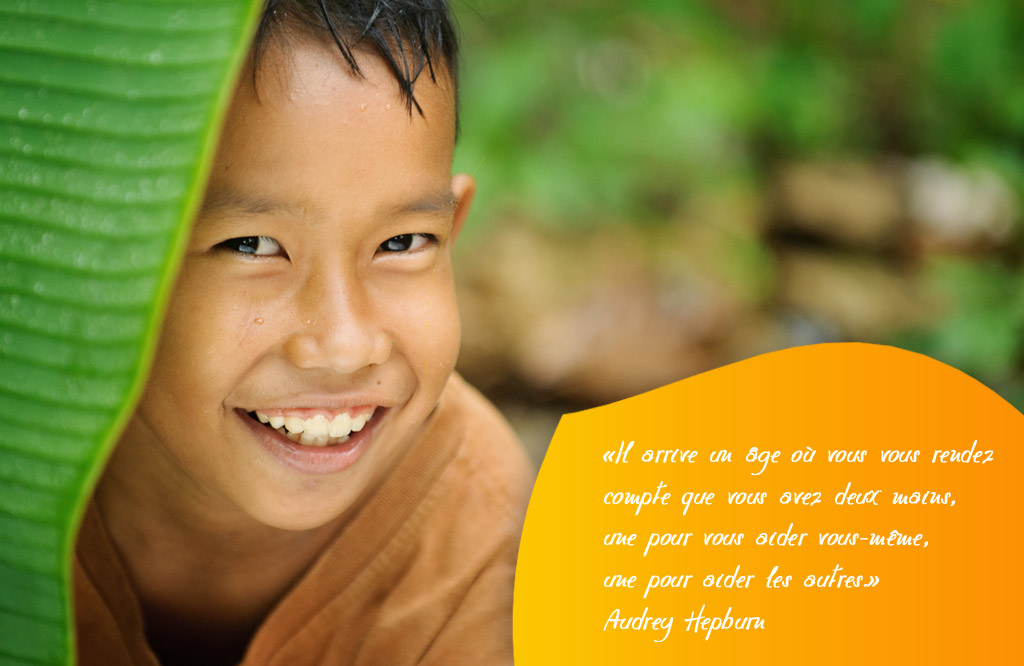 «Il arrive un âge où vous vous rendez
compte que vous avez deux mains,
une pour vous aider vous-même,
une pour aider les autres»
Audrey Hepburn